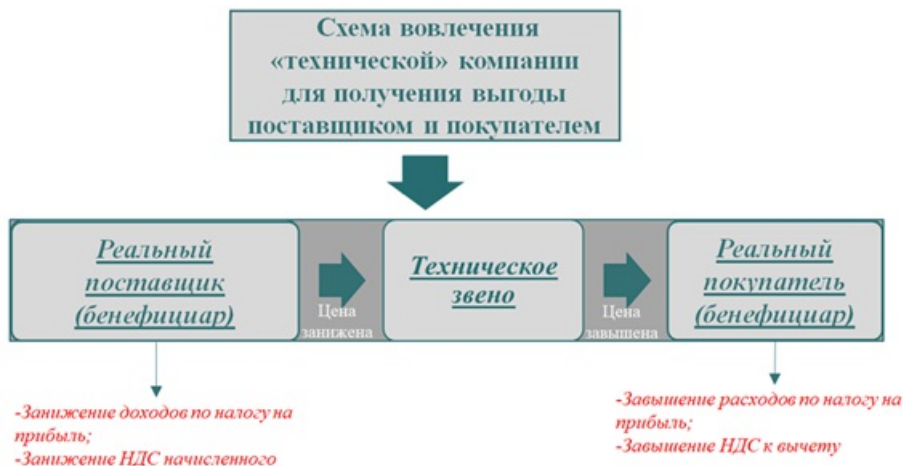 Схема вовлечения
«технической» компании
для получения выгоды
поставщиком и покупателем
Реальный
поставщик
(бенефициар)
Цена
занижена
Техническое
звено
Цена
завышена
Реальный
покупатель
(бенефициар)
-Занижение доходов по налогу на
прибыль;
-Занижение НДС начисленного
-Завышение расходов по налогу на
прибыль;
-Завышение НДС к вычету